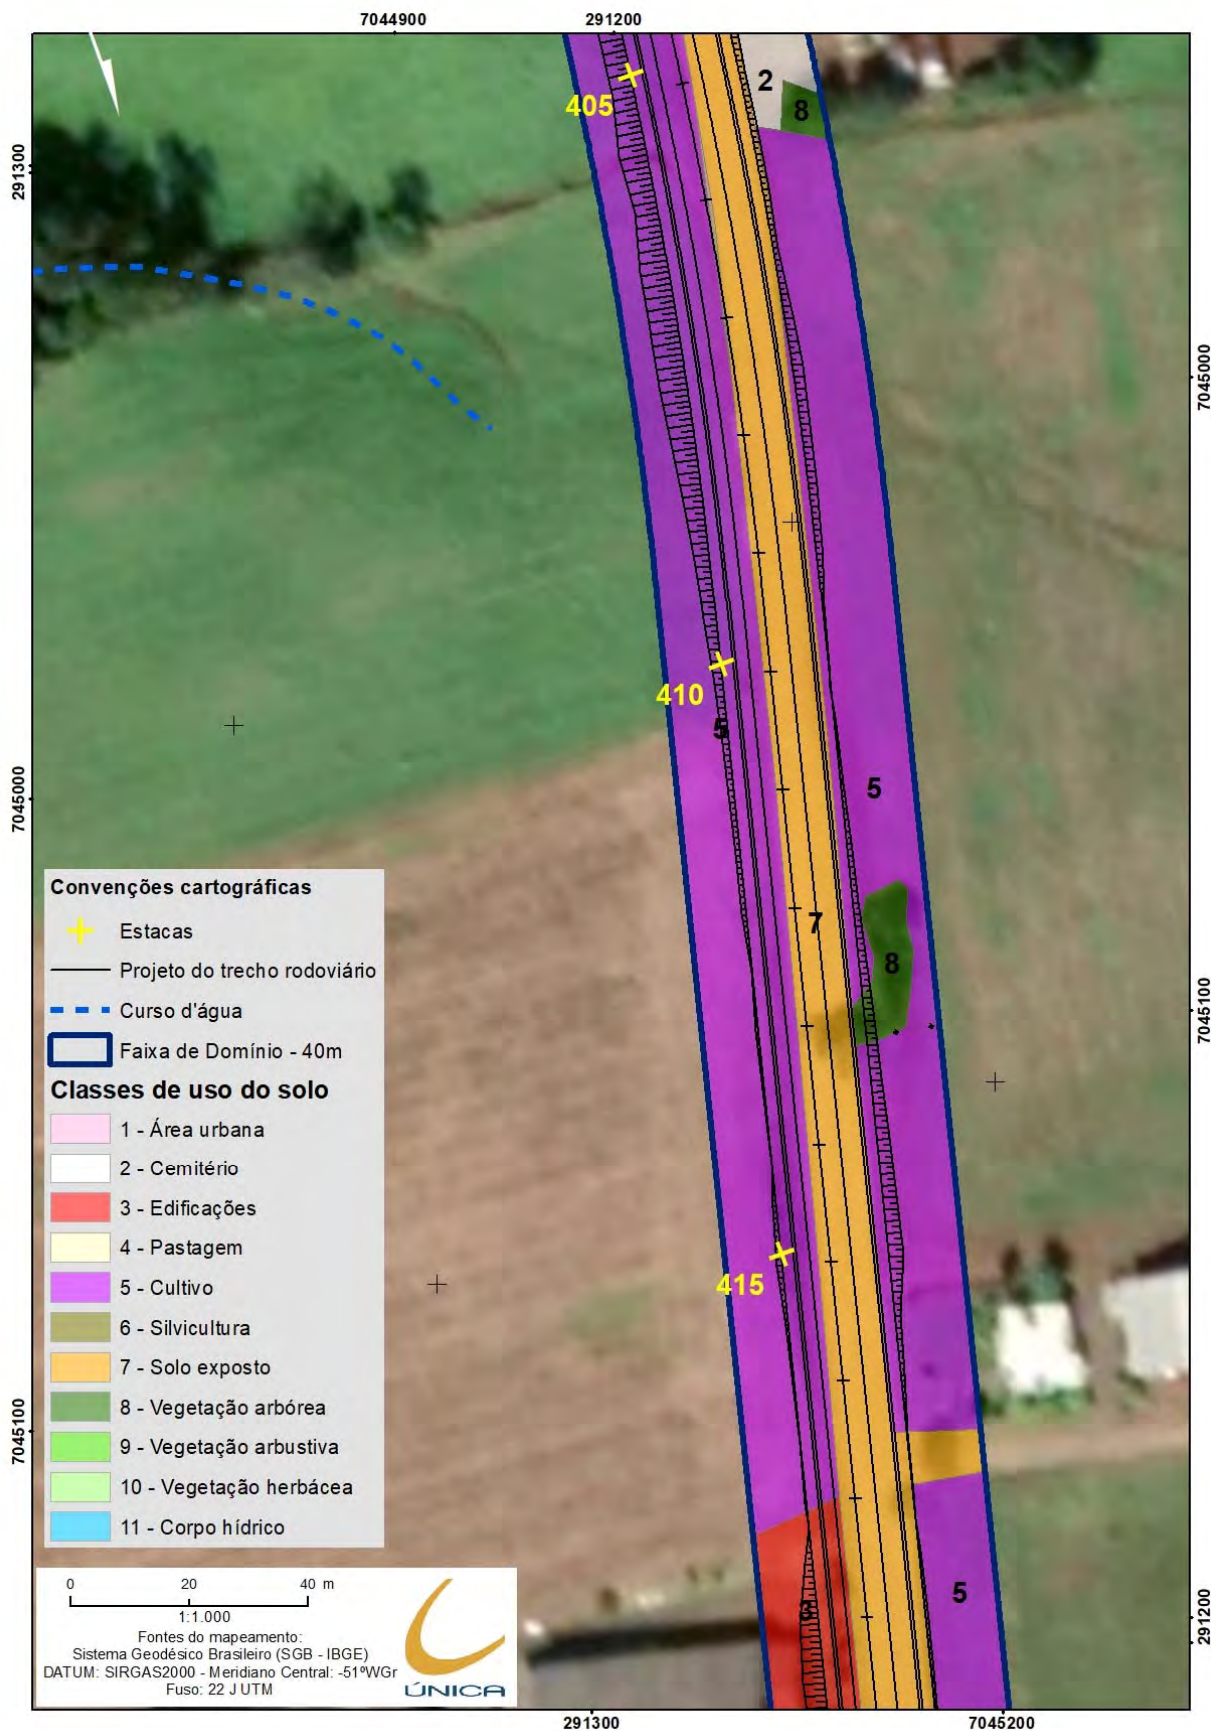 7044900
291200
2
405
8
291300
7045000
410
5
5
7045000
Convenções cartográficas
Estacas
Projeto do trecho rodoviário
Curso d'água
Faixa de Domínio - 40m
Classes de uso do solo
1 - Área urbana
2 - Cemitério
3 - Edificações
4 - Pastagem
5 - Cultivo
6 - Silvicultura
7 - Solo exposto
8 - Vegetação arbórea
9 - Vegetação arbustiva
10 - Vegetação herbácea
11 - Corpo hídrico
7
8
7045100
415
7045100
3
5
291200
0 20 40 m
1:1.000
Fontes do mapeamento:
Sistema Geodésico Brasileiro (SGB - IBGE)
DATUM: SIRGAS2000 - Meridiano Central: -51ºWGr
Fuso: 22 J UTM
ÚNICA
291300
7045200